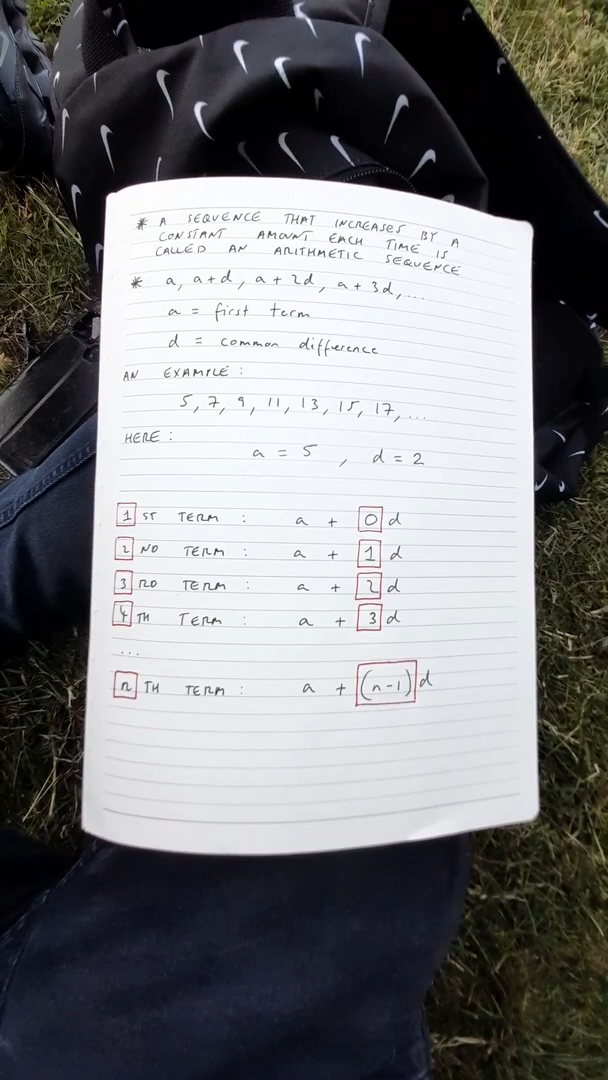 * A SEQUENCE THAT INCREASES BY A
CONSTANT AMOUNT EACH TIME IS
CALLED AN ARITHMETIC SEQUENCE
* a, a+d, a + 2d, a + 3d, ...
a = first term
d = common difference
AN EXAMPLE :
5, 7, 9, 11, 13, 15, 17, ...
HERE :
a = 5 , d = 2
1 ST TERM : a + 0 d
2 ND TERM : a + 1 d
3 RD TERM : a + 2 d
4 TH TERM : a + 3 d
...
n TH TERM : a + (n-1) d